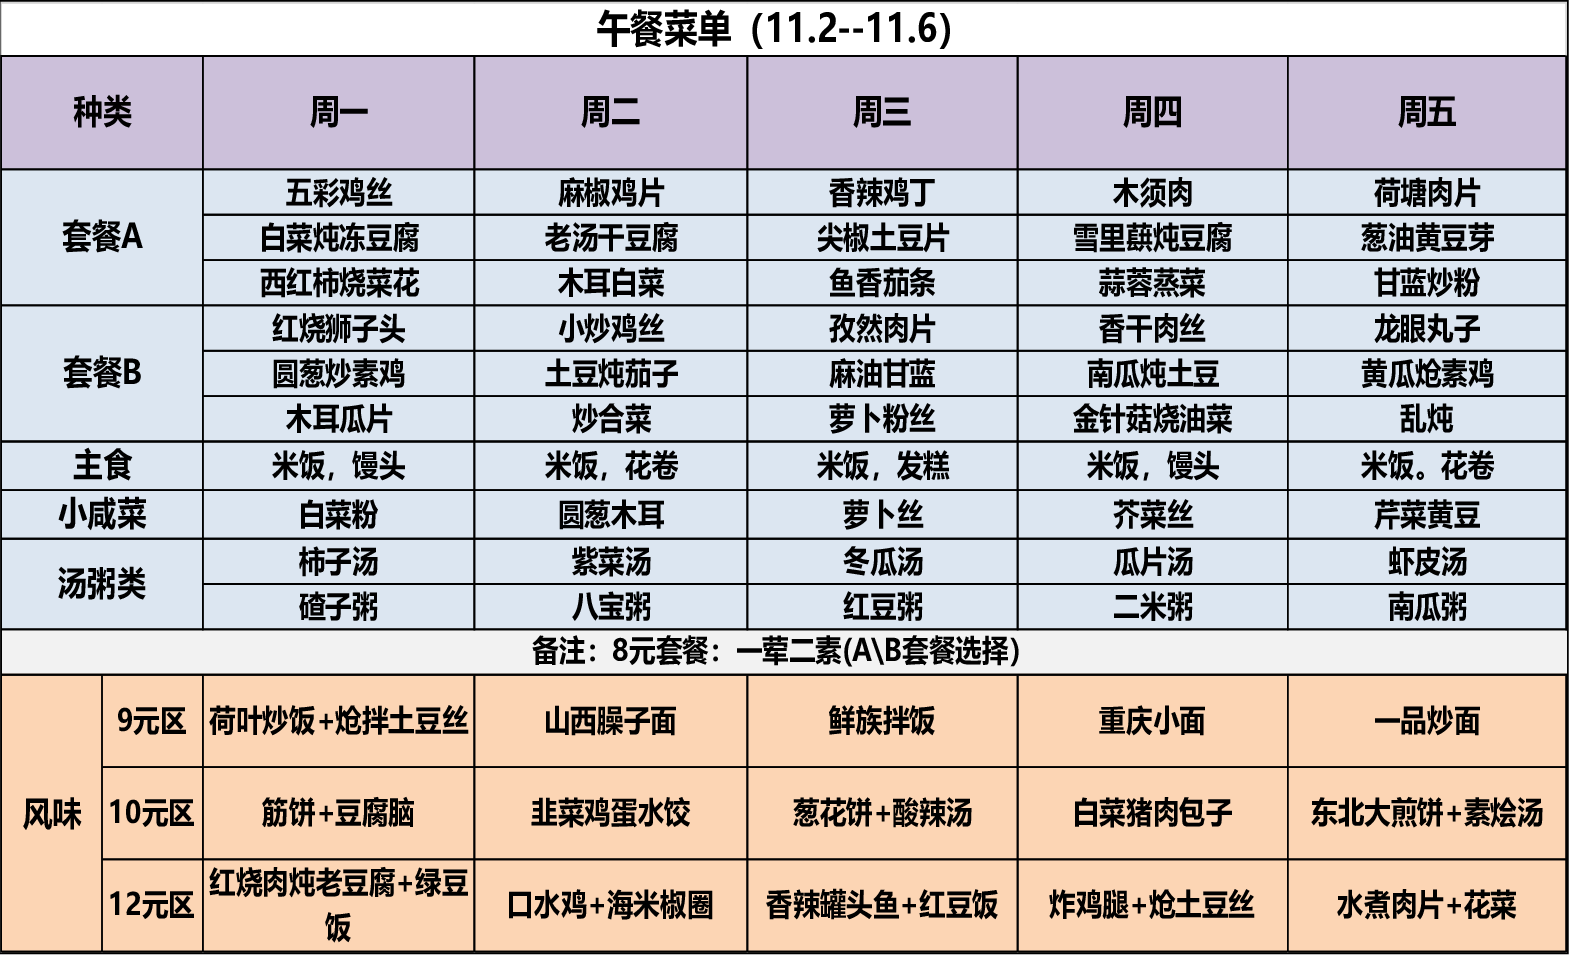 午餐菜单（11.2--11.6）
种类 周一 周二 周三 周四 周五
套餐A
五彩鸡丝 麻椒鸡片 香辣鸡丁 木须肉 荷塘肉片
白菜炖冻豆腐 老汤干豆腐 尖椒土豆片 雪里蕻炖豆腐 葱油黄豆芽
西红柿烧菜花 木耳白菜 鱼香茄条 蒜蓉蒸菜 甘蓝炒粉
套餐B
红烧狮子头 小炒鸡丝 孜然肉片 香干肉丝 龙眼丸子
圆葱炒素鸡 土豆炖茄子 麻油甘蓝 南瓜炖土豆 黄瓜炝素鸡
木耳瓜片 炒合菜 萝卜粉丝 金针菇烧油菜 乱炖
主食 米饭，馒头 米饭，花卷 米饭，发糕 米饭，馒头 米饭。花卷
小咸菜 白菜粉 圆葱木耳 萝卜丝 芥菜丝 芹菜黄豆
汤粥类
柿子汤 紫菜汤 冬瓜汤 瓜片汤 虾皮汤
碴子粥 八宝粥 红豆粥 二米粥 南瓜粥
备注：8元套餐：一荤二素(A\B套餐选择）
风味
9元区 荷叶炒饭+炝拌土豆丝 山西臊子面 鲜族拌饭 重庆小面 一品炒面
10元区 筋饼+豆腐脑 韭菜鸡蛋水饺 葱花饼+酸辣汤 白菜猪肉包子 东北大煎饼+素烩汤
12元区 红烧肉炖老豆腐+绿豆
饭 口水鸡+海米椒圈 香辣罐头鱼+红豆饭 炸鸡腿+炝土豆丝 水煮肉片+花菜